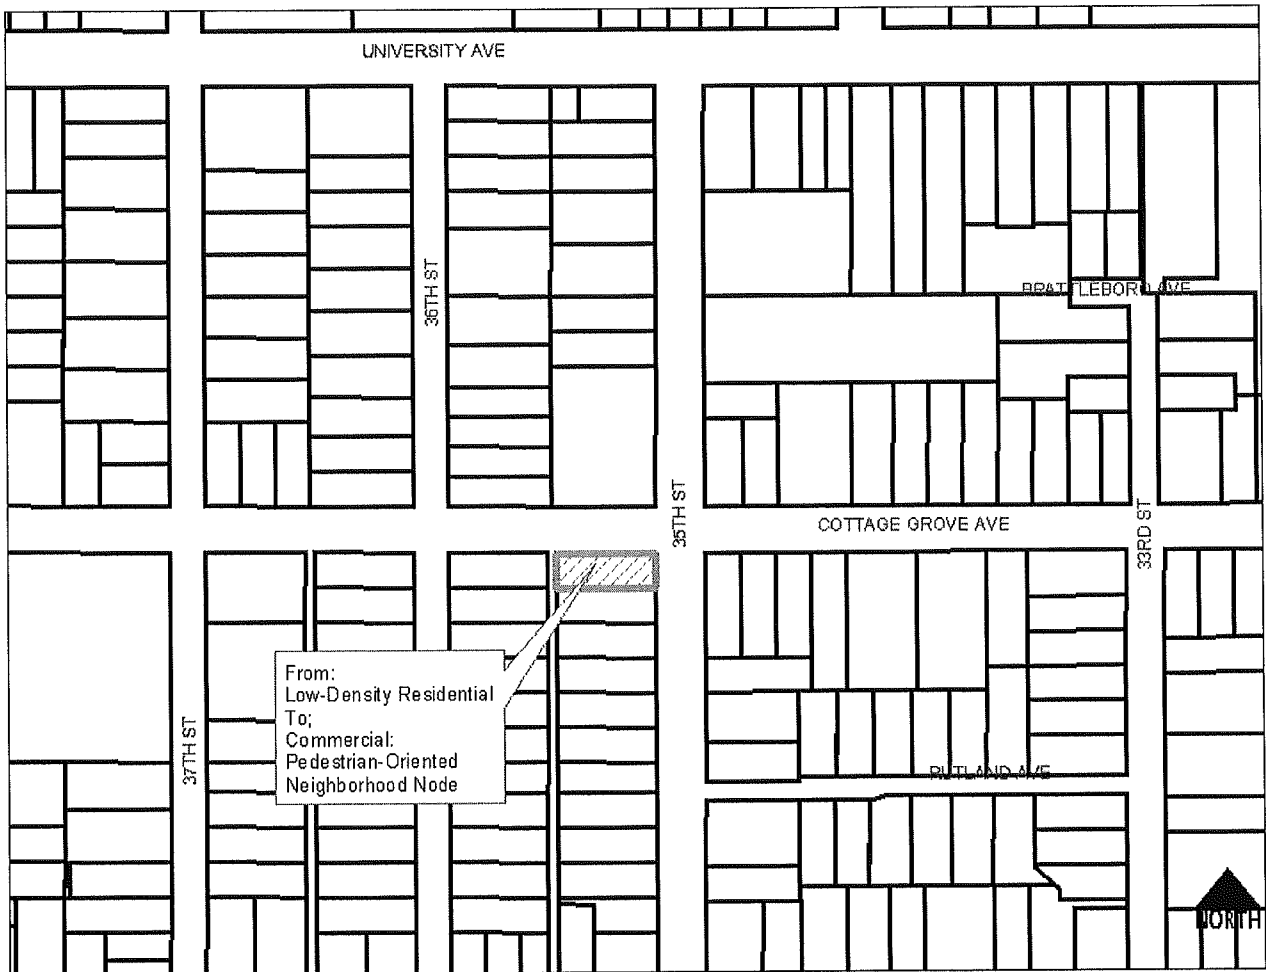 UNIVERSITY AVE
36TH ST
BRATTLEBORO AVE
35TH ST
COTTAGE GROVE AVE
33RD ST
From:
Low-Density Residential
To;
Commercial:
Pedestrian-Oriented
Neighborhood Node
37TH ST
RUTLAND AVE
NORTH